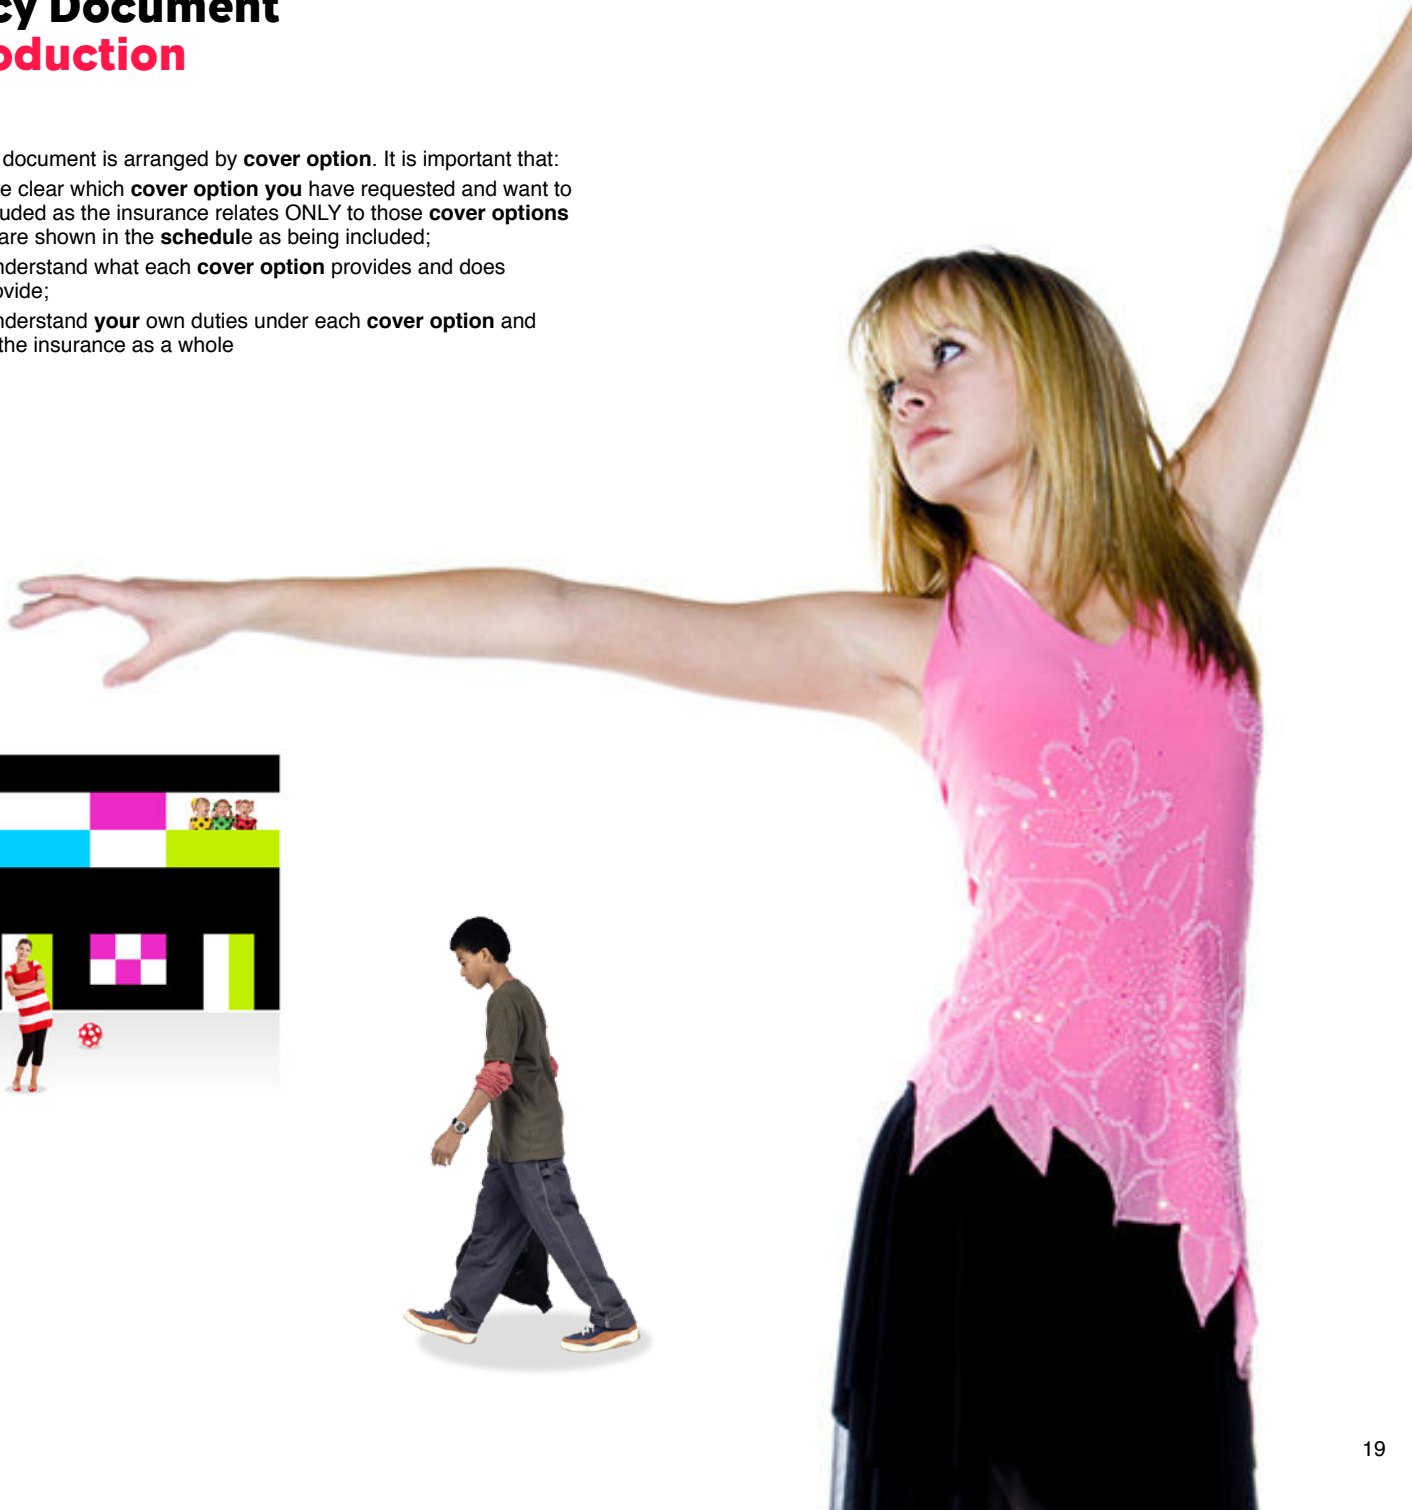 cy Document
oduction
document is arranged by cover option. It is important that:
e clear which cover option you have requested and want to
uded as the insurance relates ONLY to those cover options
are shown in the schedule as being included;
nderstand what each cover option provides and does
ovide;
nderstand your own duties under each cover option and
the insurance as a whole
19